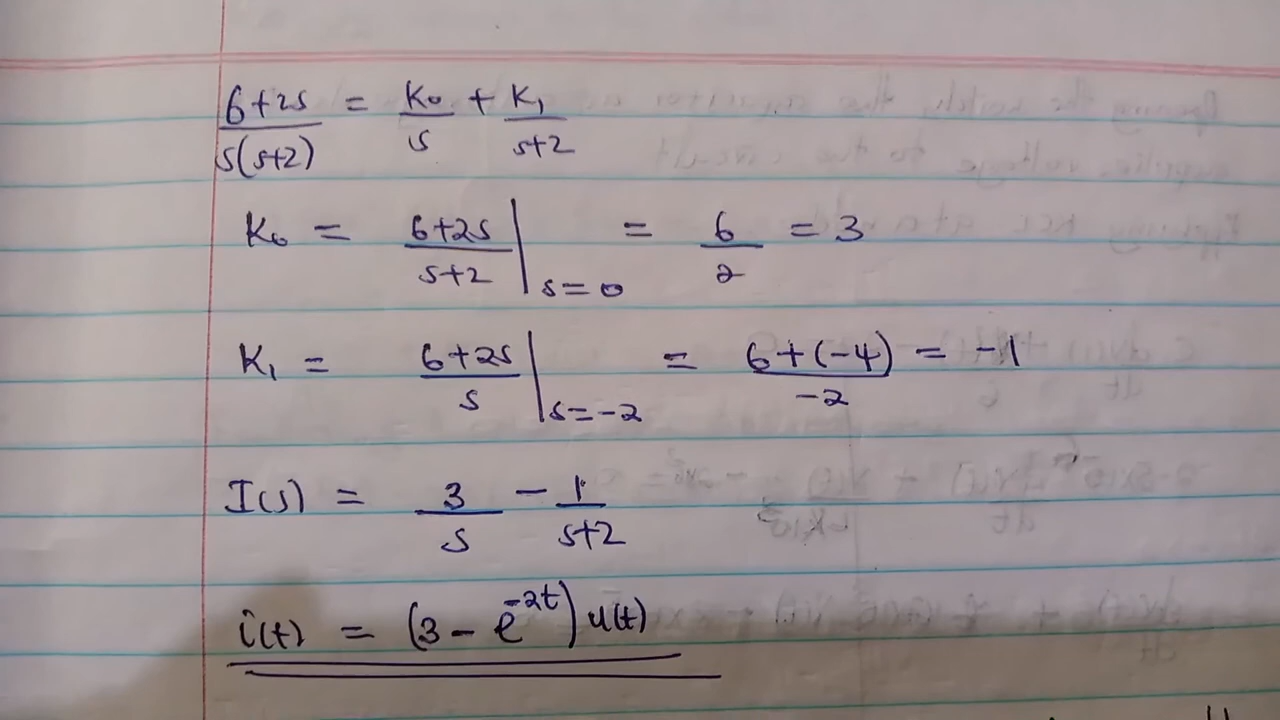 6+2s/s(s+2) = K₀/s + K₁/s+2
K₀ = 6+2s/s+2 |s=0 = 6/2 = 3
K₁ = 6+2s/s |s=-2 = 6+(-4)/-2 = -1
I(s) = 3/s - 1/s+2
i(t) = (3 - e^-2t) u(t)